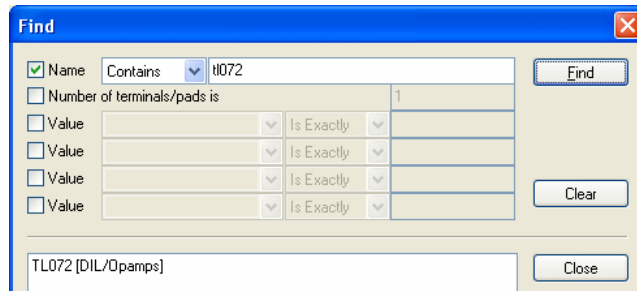 Find
Name Contains tl072 Find
Number of terminals/pads is 1
Value Is Exactly
Value Is Exactly
Value Is Exactly
Value Is Exactly Clear
TL072 [DIL/Opamps] Close